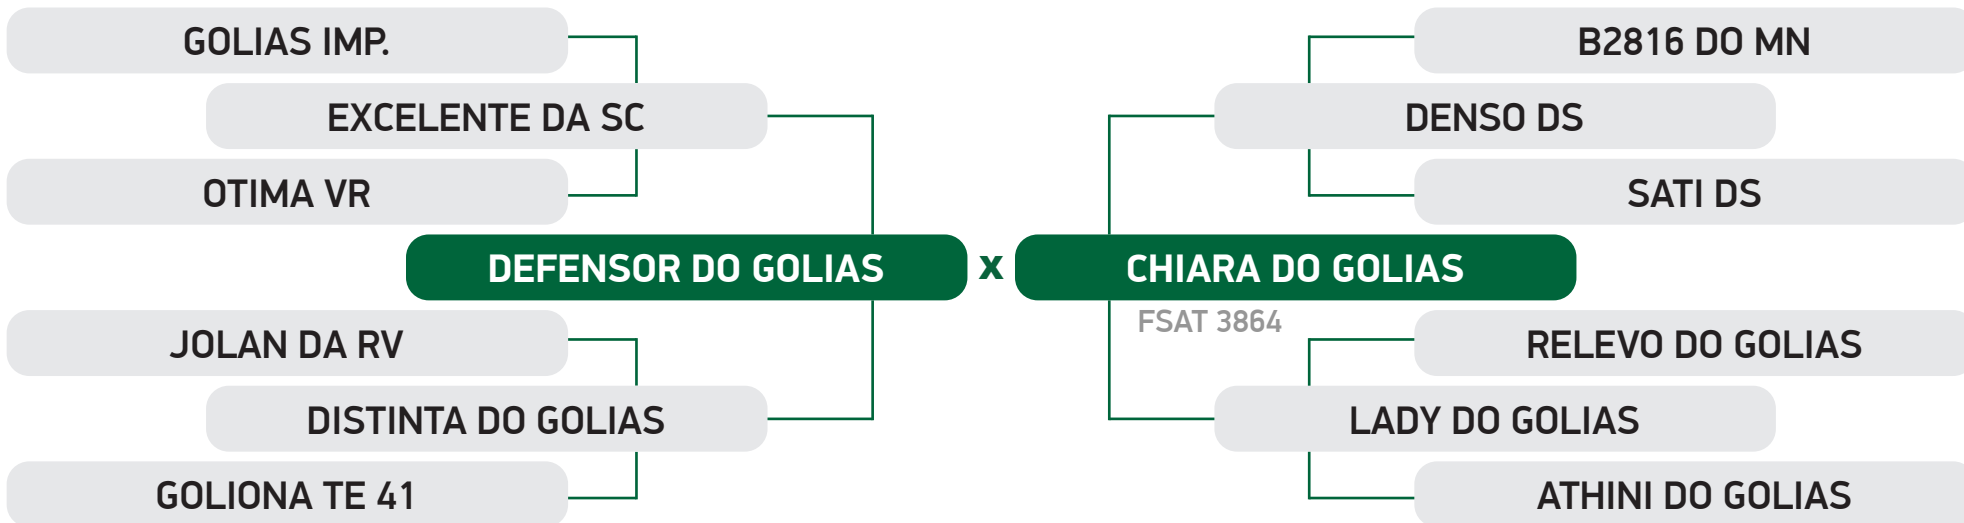 GOLIAS IMP.
B2816 DO MN
EXCELENTE DA SC
DENSO DS
OTIMA VR
SATI DS
DEFENSOR DO GOLIAS x CHIARA DO GOLIAS
FSAT 3864
JOLAN DA RV
RELEVO DO GOLIAS
DISTINTA DO GOLIAS
LADY DO GOLIAS
GOLIONA TE 41
ATHINI DO GOLIAS